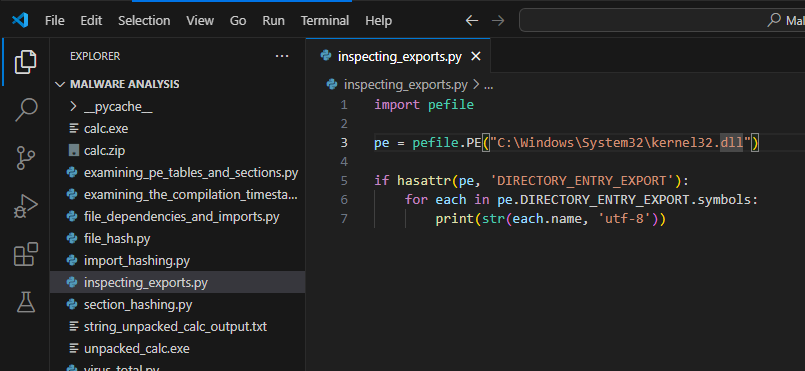 File Edit Selection View Go Run Terminal Help
EXPLORER ...
inspecting_exports.py
MALWARE ANALYSIS
__pycache__
calc.exe
calc.zip
examining_pe_tables_and_sections.py
examining_the_compilation_timesta...
file_dependencies_and_imports.py
file_hash.py
import_hashing.py
inspecting_exports.py
section_hashing.py
string_unpacked_calc_output.txt
unpacked_calc.exe
virus_total.py
inspecting_exports.py > ...
1 import pefile
2
3 pe = pefile.PE("C:\Windows\System32\kernel32.dll")
4
5 if hasattr(pe, 'DIRECTORY_ENTRY_EXPORT'):
6     for each in pe.DIRECTORY_ENTRY_EXPORT.symbols:
7         print(str(each.name, 'utf-8'))